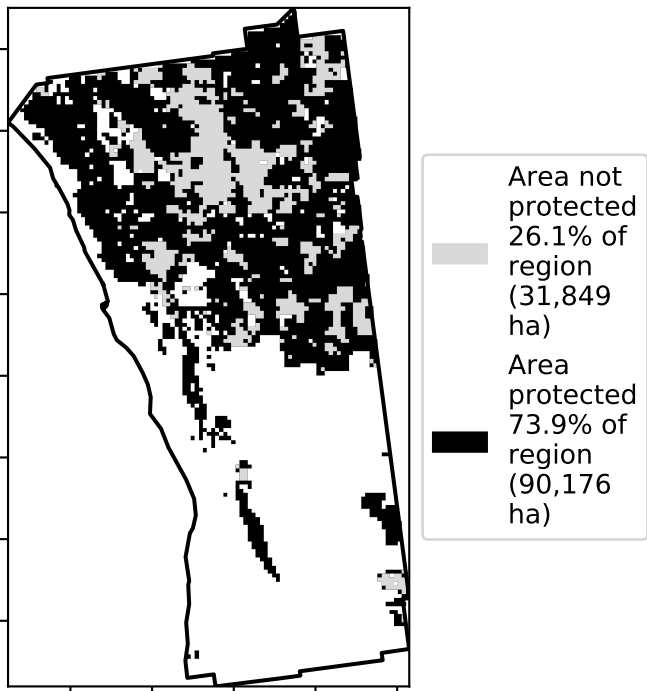 Area not
protected
26.1% of
region
(31,849
ha)
Area
protected
73.9% of
region
(90,176
ha)